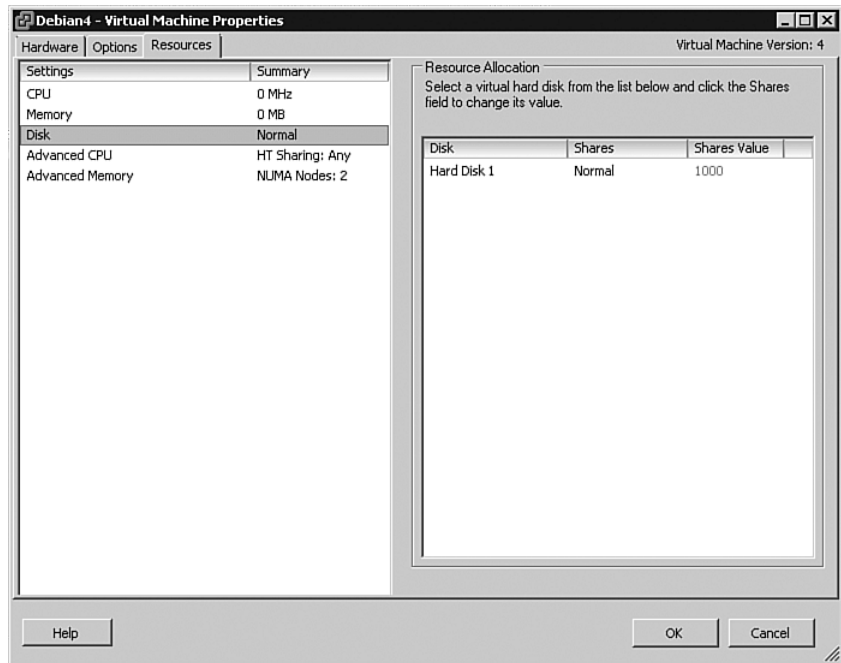 Debian4 - Virtual Machine Properties
Hardware Options Resources Virtual Machine Version: 4
Settings Summary
CPU 0 MHz
Memory 0 MB
Disk Normal
Advanced CPU HT Sharing: Any
Advanced Memory NUMA Nodes: 2
Resource Allocation
Select a virtual hard disk from the list below and click the Shares
field to change its value.
Disk Shares Shares Value
Hard Disk 1 Normal 1000
Help OK Cancel